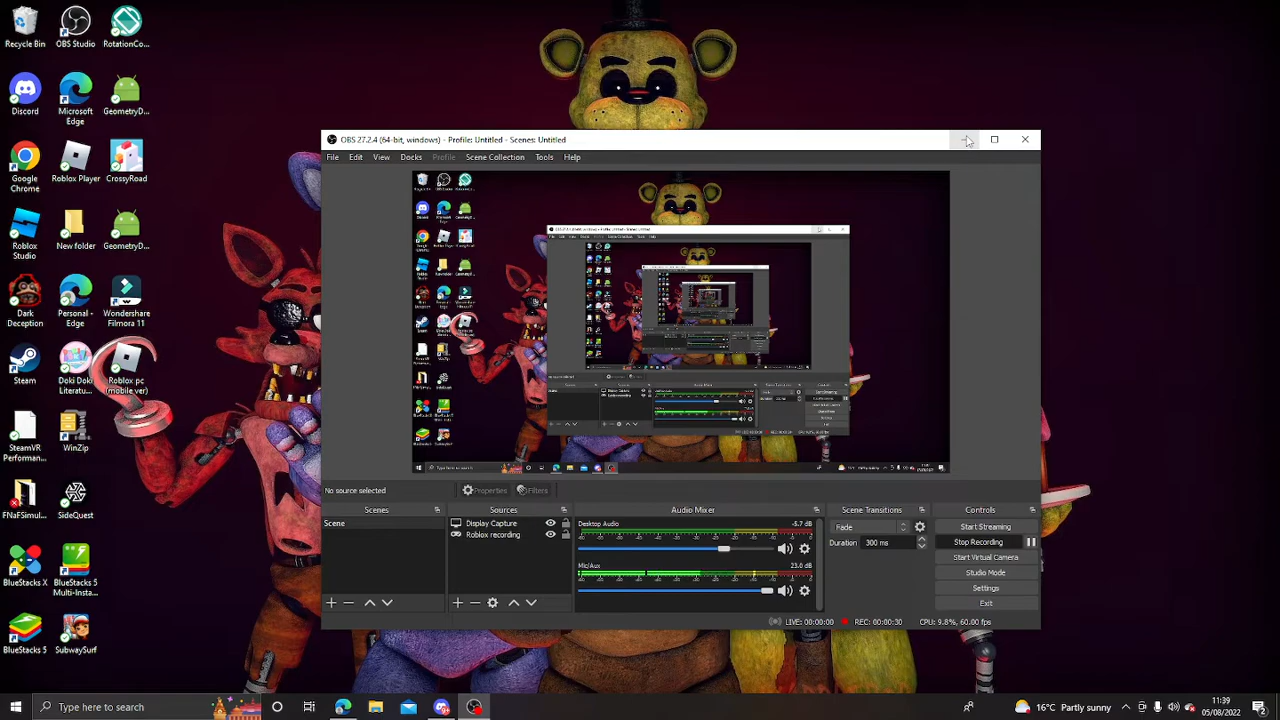 Recycle Bin
OBS Studio
RotationCo...
Discord
Microsoft
Edge
GeometryD...
Google
Chrome
Roblox Player
CrossyRoad
Roblox
Studio
New folder
GeometryD...
Dark
Deception
Personal -
Edge
Wondershare
Filmora 11
Steam
Doki Doki
Literatu...
Roblox pc
(mobile ver)
SteamVR
Performan...
WinZip
FNaFSimul...
SideQuest
BlueStacks X
BlueStacks 5
Multi-Insta...
BlueStacks 5
SubwaySurf
OBS 27.2.4 (64-bit, windows) - Profile: Untitled - Scenes: Untitled
File Edit View Docks Profile Scene Collection Tools Help
No source selected
Properties
Filters
Scenes
Sources
Audio Mixer
Scene Transitions
Controls
Scene
Display Capture
Roblox recording
Desktop Audio
-5.7 dB
Mic/Aux
23.0 dB
Fade
Duration 300 ms
Start Streaming
Stop Recording
Start Virtual Camera
Studio Mode
Settings
Exit
LIVE: 00:00:00
REC: 00:00:30
CPU: 9.8%, 60.00 fps
Type here to search
16°C Partly sunny
11:39
05/08/2022